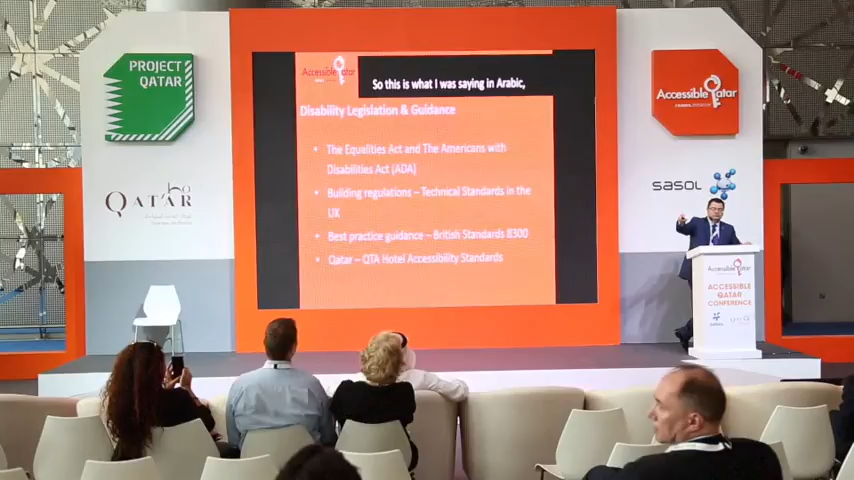 PROJECT
QATAR
QATAR
Accessible Qatar
So this is what I was saying in Arabic,
Disability Legislation & Guidance
• The Equalities Act and The Americans with
Disabilities Act (ADA)
• Building regulations – Technical Standards in the
UK
• Best practice guidance – British Standards 8300
• Qatar – QTA Hotel Accessibility Standards
Accessible Qatar
SASOL
Accessible Qatar
ACCESSIBLE
QATAR
CONFERENCE